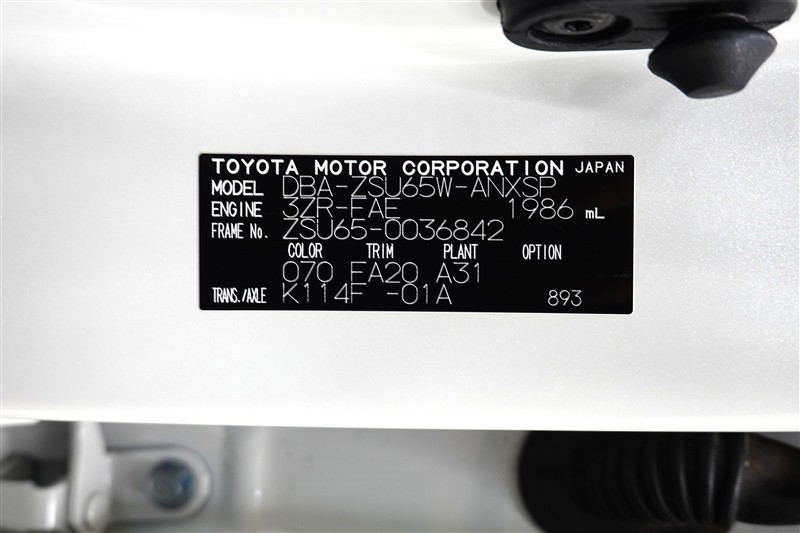 TOYOTA MOTOR CORPORATION JAPAN
MODEL DBA-ZSU65W-ANXSP
ENGINE 3ZR-FAE 1986 mL
FRAME No. ZSU65-0036842
COLOR TRIM PLANT OPTION
070 FA20 A31
TRANS./AXLE K114F -01A 893